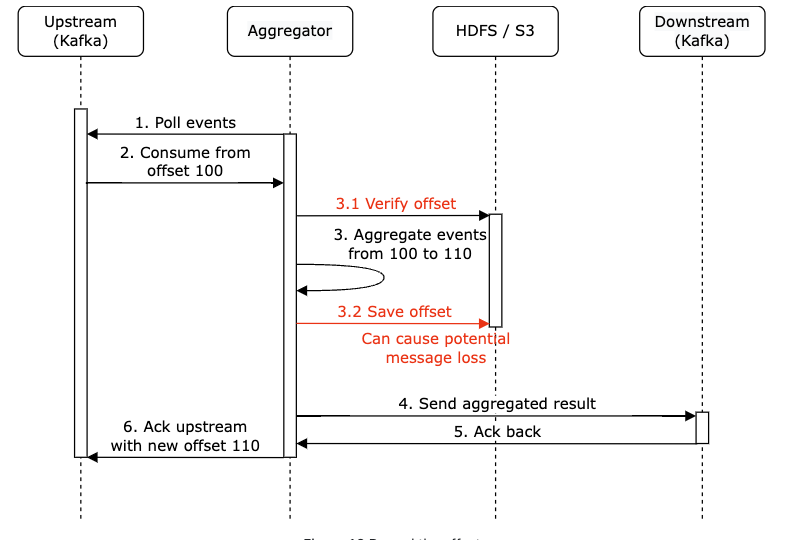 Upstream
(Kafka)
Aggregator
HDFS / S3
Downstream
(Kafka)
1. Poll events
2. Consume from
offset 100
3.1 Verify offset
3. Aggregate events
from 100 to 110
3.2 Save offset
Can cause potential
message loss
4. Send aggregated result
5. Ack back
6. Ack upstream
with new offset 110